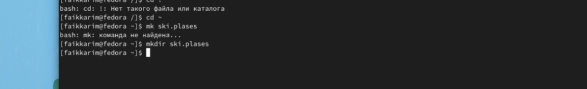 bash: cd: !: Нет такого файла или каталога
[faikkarim@fedora /]$ cd ~
[faikkarim@fedora ~]$ mk ski.plases
bash: mk: команда не найдена...
[faikkarim@fedora ~]$ mkdir ski.plases
[faikkarim@fedora ~]$